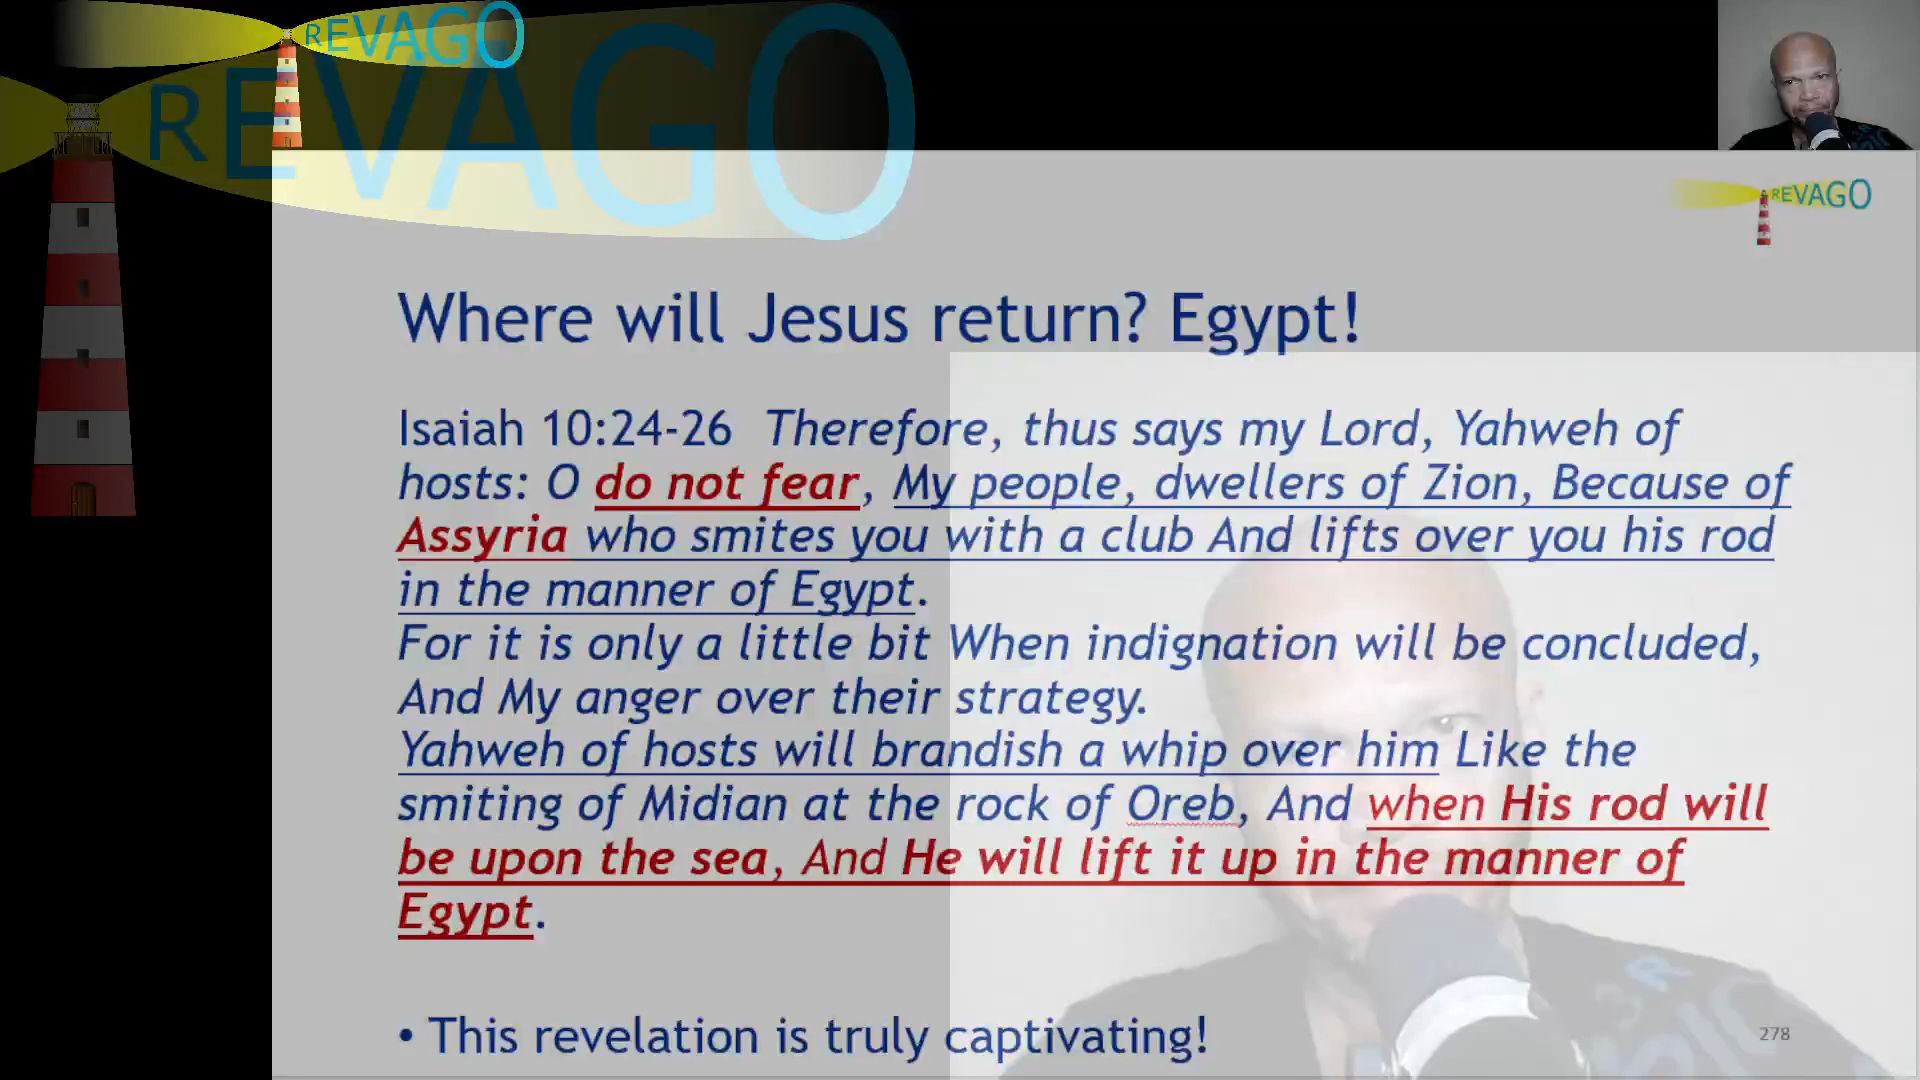 REVAGO
REVAGO
REVAGO
Where will Jesus return? Egypt!
Isaiah 10:24-26 Therefore, thus says my Lord, Yahweh of
hosts: O do not fear, My people, dwellers of Zion, Because of
Assyria who smites you with a club And lifts over you his rod
in the manner of Egypt.
For it is only a little bit When indignation will be concluded,
And My anger over their strategy.
Yahweh of hosts will brandish a whip over him Like the
smiting of Midian at the rock of Oreb, And when His rod will
be upon the sea, And He will lift it up in the manner of
Egypt.
• This revelation is truly captivating!
278